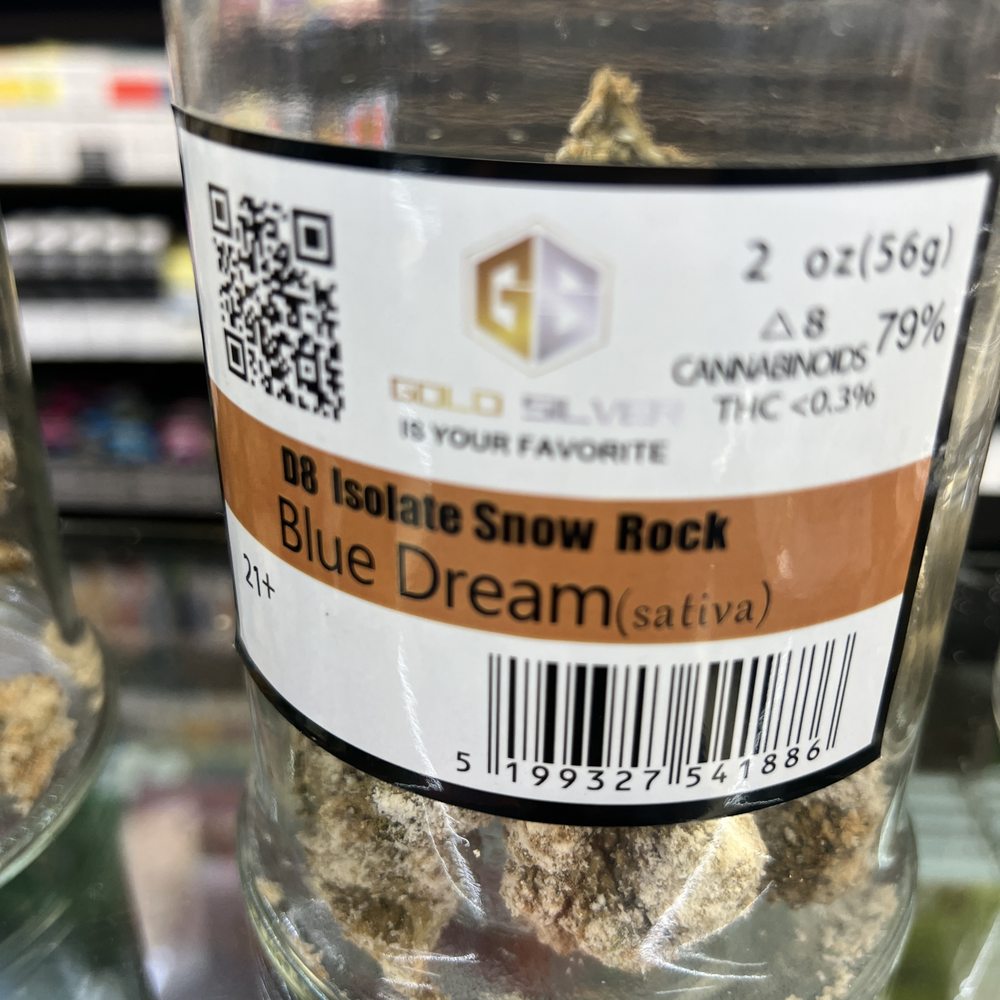 2 oz(56g)
△8
CANNABINOIDS 79%
THC <0.3%
GS
GOLD SILVER
IS YOUR FAVORITE
D8 Isolate Snow Rock
Blue Dream(sativa)
21+
5 199327 541886